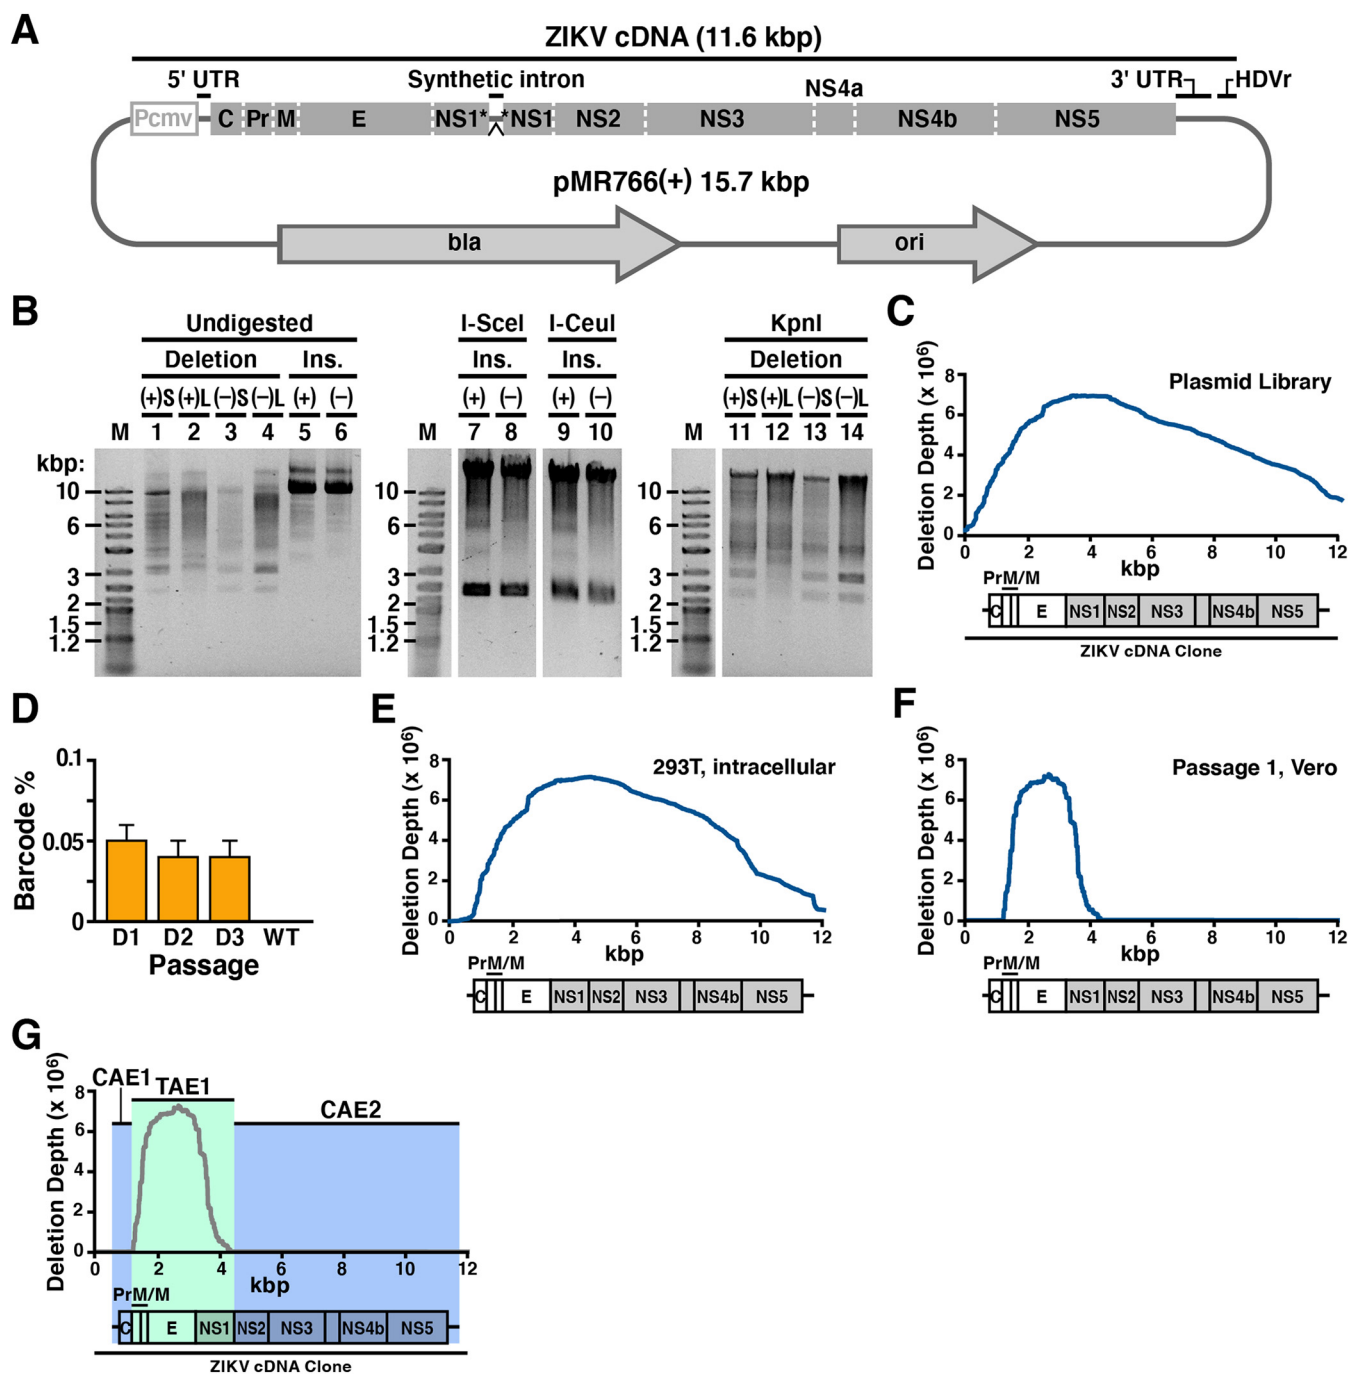 A
ZIKV cDNA (11.6 kbp)
5' UTR Synthetic intron NS4a 3' UTR HDVr
Pcmv C Pr M E NS1* *NS1 NS2 NS3 NS4b NS5
pMR766(+) 15.7 kbp
bla ori
B
Undigested I-SceI I-CeuI KpnI
Deletion Ins. Ins. Ins. Deletion
(+)S (+)L (−)S (−)L (+) (−) (+) (−) (+) (−) (+)S (+)L (−)S (−)L
M 1 2 3 4 5 6 M 7 8 9 10 M 11 12 13 14
kbp:
10 10 10
6 6 6
3 3 3
2 2 2
1.5 1.5 1.5
1.2 1.2 1.2
C
Deletion Depth (x 10⁶)
Plasmid Library
8
6
4
2
0
0 2 4 6 8 10 12
kbp
PrM/M
C E NS1 NS2 NS3 NS4b NS5
ZIKV cDNA Clone
D
Barcode %
0.1
0.05
0
D1 D2 D3 WT
Passage
E
Deletion Depth (x 10⁶)
293T, intracellular
8
6
4
2
0
0 2 4 6 8 10 12
kbp
PrM/M
C E NS1 NS2 NS3 NS4b NS5
F
Deletion Depth (x 10⁶)
Passage 1, Vero
8
6
4
2
0
0 2 4 6 8 10 12
kbp
PrM/M
C E NS1 NS2 NS3 NS4b NS5
G
Deletion Depth (x 10⁶)
CAE1 TAE1
CAE2
8
6
4
2
0
0 2 4 6 8 10 12
kbp
PrM/M
C E NS1 NS2 NS3 NS4b NS5
ZIKV cDNA Clone